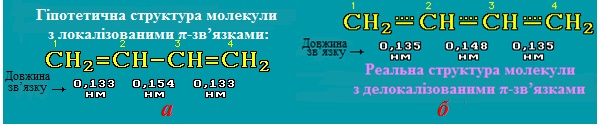 Гіпотетична структура молекули
з локалізованими π-зв’язками:
1 2 3 4
CH₂=CH–CH=CH₂
Довжина
зв’язку → 0,133 нм 0,154 нм 0,133 нм
а
1 2 3 4
CH₂ CH CH CH₂
Довжина
зв’язку → 0,135 нм 0,148 нм 0,135 нм
Реальна структура молекули
з делокалізованими π-зв’язками
б